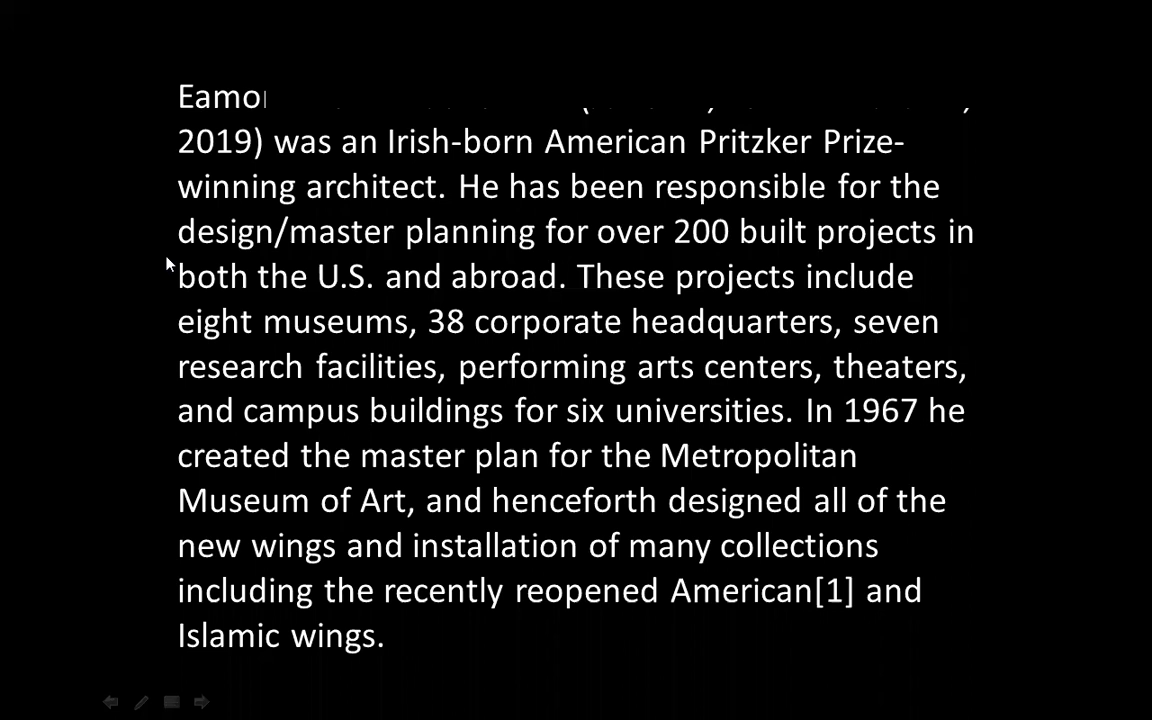 2019) was an Irish-born American Pritzker Prize-
winning architect. He has been responsible for the
design/master planning for over 200 built projects in
both the U.S. and abroad. These projects include
eight museums, 38 corporate headquarters, seven
research facilities, performing arts centers, theaters,
and campus buildings for six universities. In 1967 he
created the master plan for the Metropolitan
Museum of Art, and henceforth designed all of the
new wings and installation of many collections
including the recently reopened American[1] and
Islamic wings.